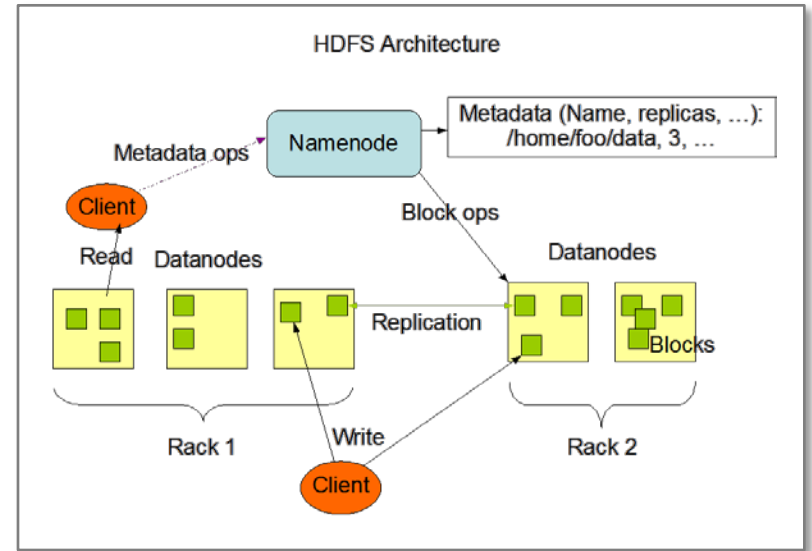 HDFS Architecture
Metadata (Name, replicas, …):
/home/foo/data, 3, …
Namenode
Metadata ops
Client
Block ops
Read
Datanodes
Datanodes
Replication
Blocks
Rack 1
Write
Rack 2
Client